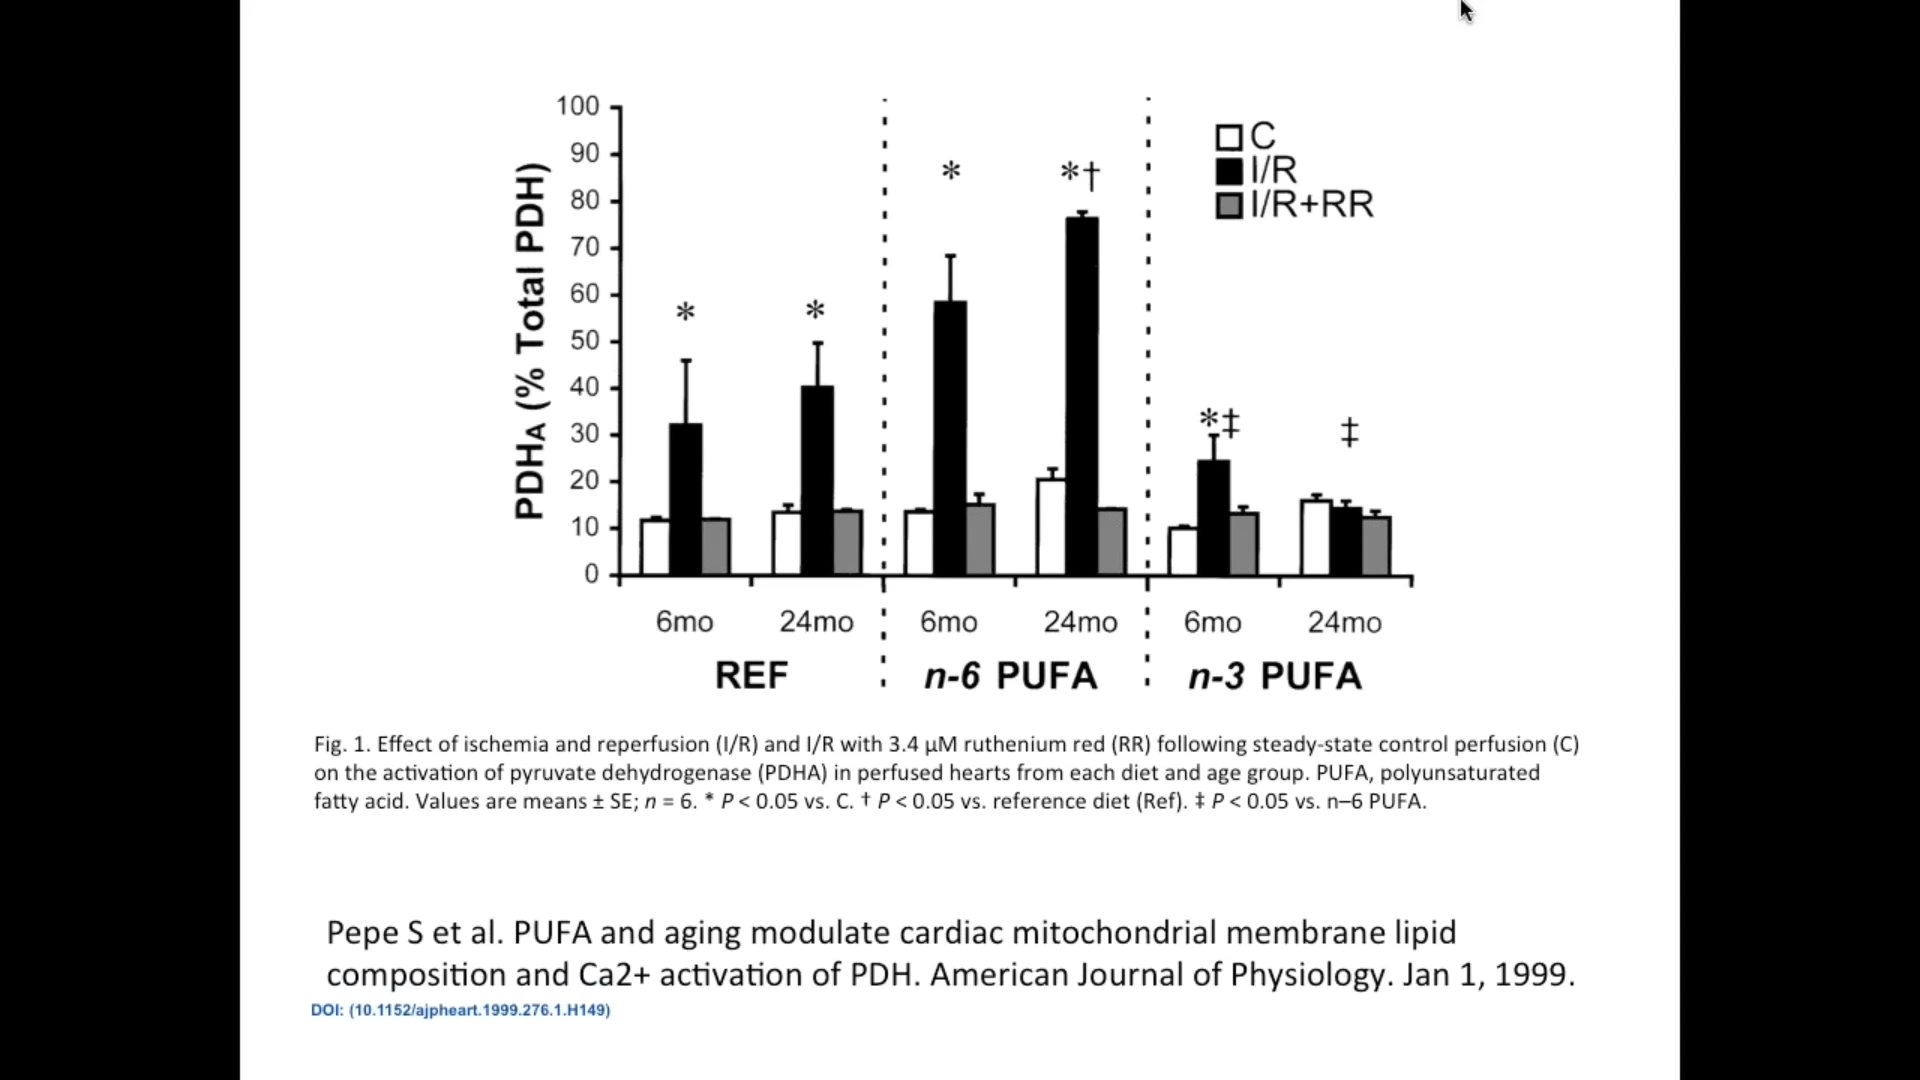 100
90
80
70
60
50
40
30
20
10
0
PDHA (% Total PDH)
* * * *† *‡ ‡
C
I/R
I/R+RR
6mo 24mo 6mo 24mo 6mo 24mo
REF n-6 PUFA n-3 PUFA
Fig. 1. Effect of ischemia and reperfusion (I/R) and I/R with 3.4 μM ruthenium red (RR) following steady-state control perfusion (C)
on the activation of pyruvate dehydrogenase (PDHA) in perfused hearts from each diet and age group. PUFA, polyunsaturated
fatty acid. Values are means ± SE; n = 6. * P < 0.05 vs. C. † P < 0.05 vs. reference diet (Ref). ‡ P < 0.05 vs. n–6 PUFA.
Pepe S et al. PUFA and aging modulate cardiac mitochondrial membrane lipid
composition and Ca2+ activation of PDH. American Journal of Physiology. Jan 1, 1999.
DOI: (10.1152/ajpheart.1999.276.1.H149)